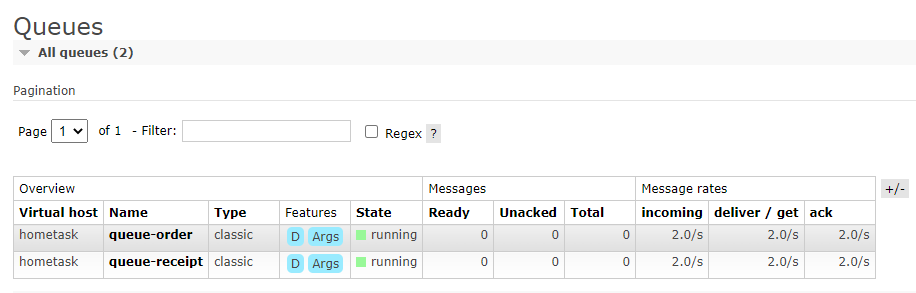 Queues
All queues (2)
Pagination
Page 1 of 1 - Filter: Regex ?
Overview Messages Message rates +/-
Virtual host Name Type Features State Ready Unacked Total incoming deliver / get ack
hometask queue-order classic D Args running 0 0 0 2.0/s 2.0/s 2.0/s
hometask queue-receipt classic D Args running 0 0 0 2.0/s 2.0/s 2.0/s